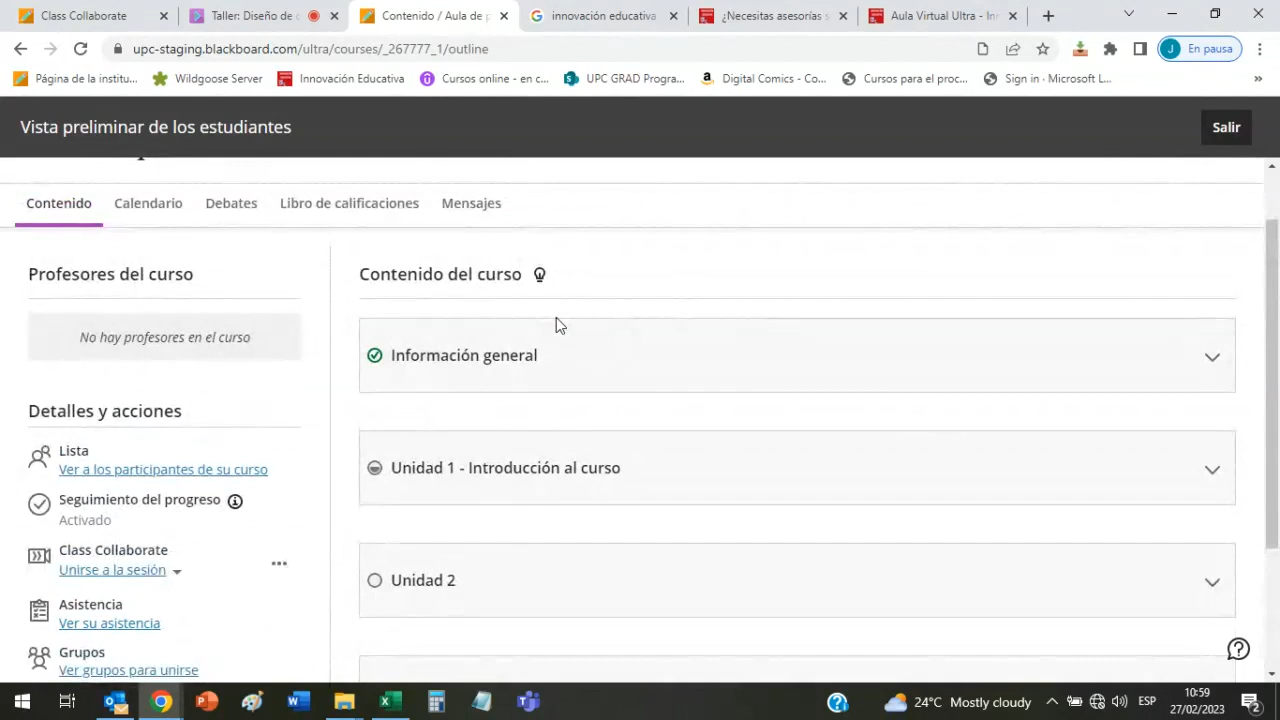 Class Collaborate
Taller: Diseño de
Contenido / Aula de p
innovación educativa
¿Necesitas asesorías s
Aula Virtual Ultra - Inn
upc-staging.blackboard.com/ultra/courses/_267777_1/outline
J En pausa
Página de la institu...
Wildgoose Server
Innovación Educativa
Cursos online - en c...
UPC GRAD Progra...
Digital Comics - Co...
Cursos para el proc...
Sign in · Microsoft L...
Vista preliminar de los estudiantes
Salir
Contenido
Calendario
Debates
Libro de calificaciones
Mensajes
Profesores del curso
No hay profesores en el curso
Detalles y acciones
Lista
Ver a los participantes de su curso
Seguimiento del progreso
Activado
Class Collaborate
Unirse a la sesión
Asistencia
Ver su asistencia
Grupos
Ver grupos para unirse
Contenido del curso
Información general
Unidad 1 - Introducción al curso
Unidad 2
24°C Mostly cloudy
ESP
10:59
27/02/2023
2